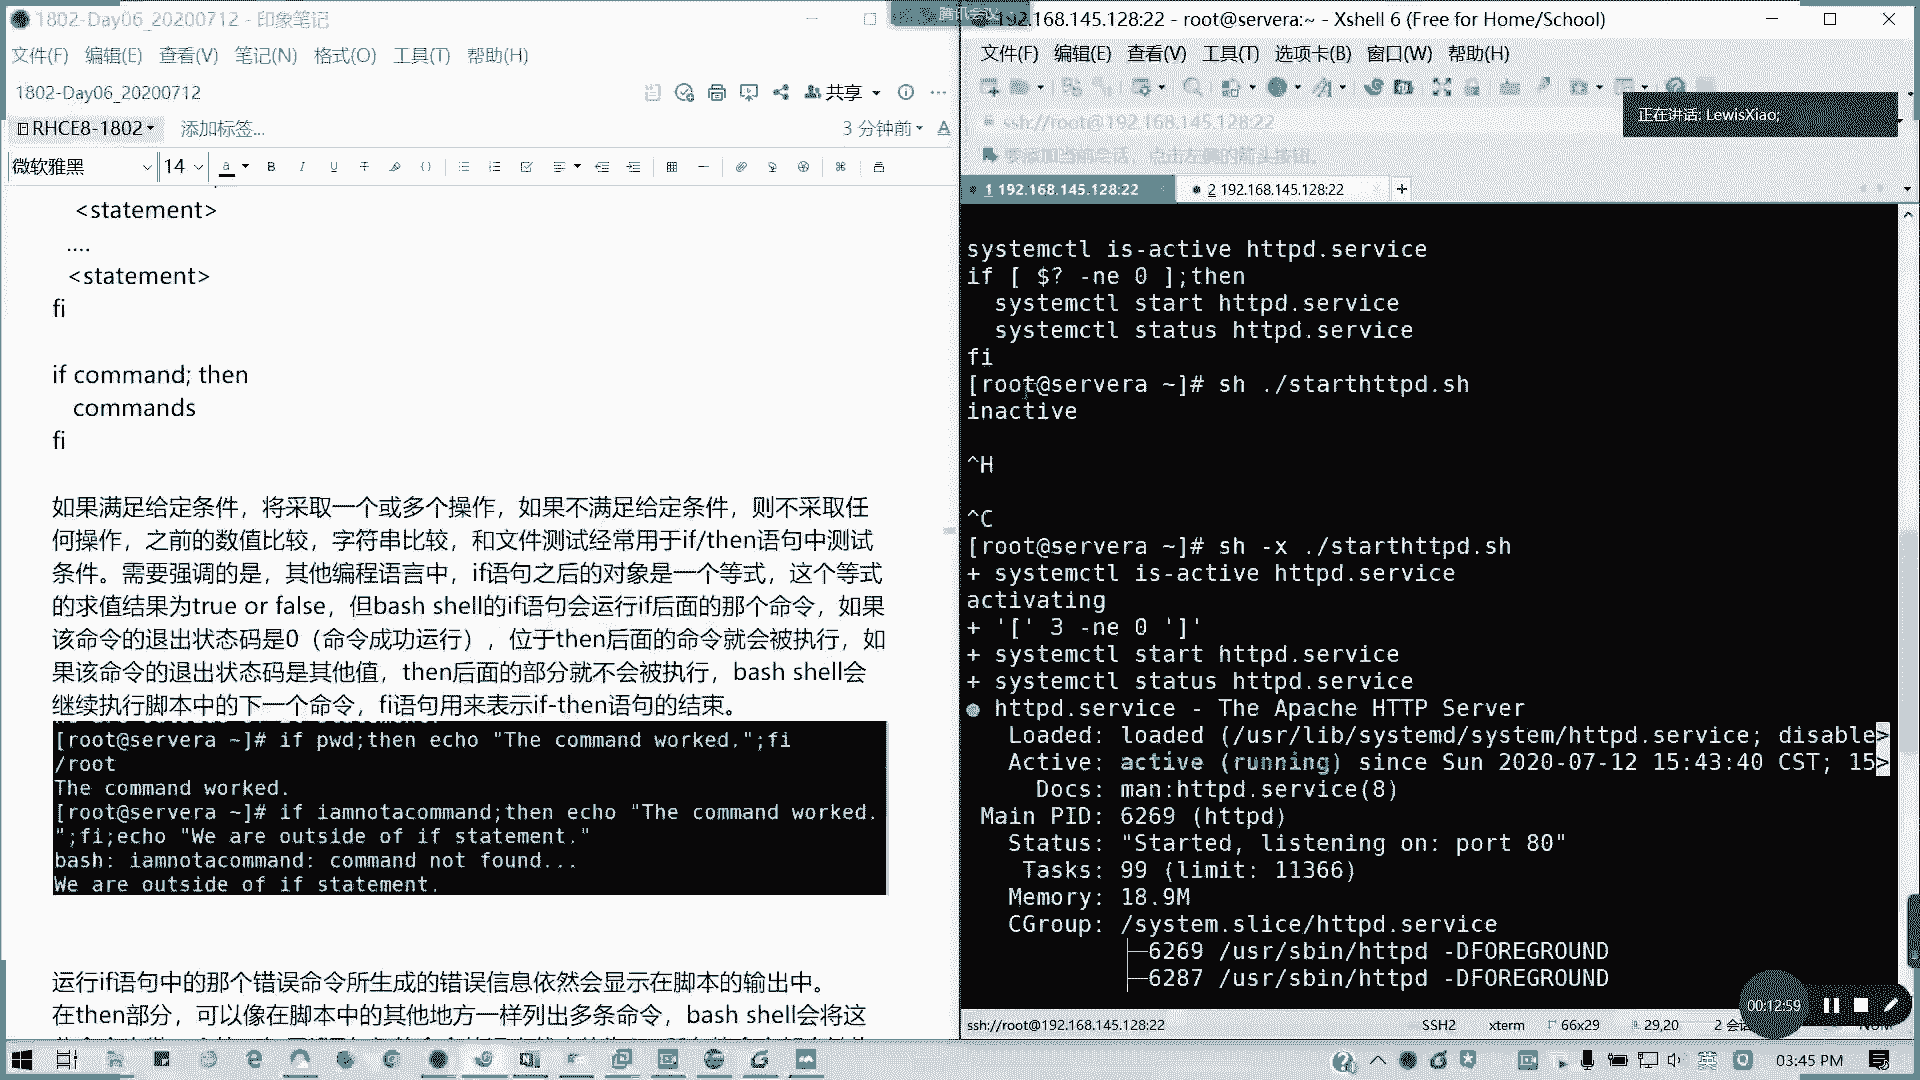 1802-Day06_20200712 - 印象笔记
文件(F) 编辑(E) 查看(V) 笔记(N) 格式(O) 工具(T) 帮助(H)
1802-Day06_20200712
共享
RHCE8-1802
添加标签...
3 分钟前
微软雅黑
14
<statement>
....
<statement>
fi
if command; then
commands
fi
如果满足给定条件，将采取一个或多个操作，如果不满足给定条件，则不采取任
何操作，之前的数值比较，字符串比较，和文件测试经常用于if/then语句中测试
条件。需要强调的是，其他编程语言中，if语句之后的对象是一个等式，这个等式
的求值结果为true or false，但bash shell的if语句会运行if后面的那个命令，如果
该命令的退出状态码是0（命令成功运行），位于then后面的命令就会被执行，如
果该命令的退出状态码是其他值，then后面的部分就不会被执行，bash shell会
继续执行脚本中的下一个命令，fi语句用来表示if-then语句的结束。
[root@servera ~]# if pwd;then echo "The command worked.";fi
/root
The command worked.
[root@servera ~]# if iamnotacommand;then echo "The command worked.
";fi;echo "We are outside of if statement."
bash: iamnotacommand: command not found...
We are outside of if statement.
运行if语句中的那个错误命令所生成的错误信息依然会显示在脚本的输出中。
在then部分，可以像在脚本中的其他地方一样列出多条命令，bash shell会将这
腾讯会议
192.168.145.128:22 - root@servera:~ - Xshell 6 (Free for Home/School)
文件(F) 编辑(E) 查看(V) 工具(T) 选项卡(B) 窗口(W) 帮助(H)
正在讲话: LewisXiao;
ssh://root@192.168.145.128:22
要添加当前会话，点击左侧的箭头按钮。
1 192.168.145.128:22
2 192.168.145.128:22
systemctl is-active httpd.service
if [ $? -ne 0 ];then
systemctl start httpd.service
systemctl status httpd.service
fi
[root@servera ~]# sh ./starthttpd.sh
inactive
^H
^C
[root@servera ~]# sh -x ./starthttpd.sh
+ systemctl is-active httpd.service
activating
+ '[' 3 -ne 0 ']'
+ systemctl start httpd.service
+ systemctl status httpd.service
● httpd.service - The Apache HTTP Server
Loaded: loaded (/usr/lib/systemd/system/httpd.service; disable>
Active: active (running) since Sun 2020-07-12 15:43:40 CST; 15>
Docs: man:httpd.service(8)
Main PID: 6269 (httpd)
Status: "Started, listening on: port 80"
Tasks: 99 (limit: 11366)
Memory: 18.9M
CGroup: /system.slice/httpd.service
├─6269 /usr/sbin/httpd -DFOREGROUND
├─6287 /usr/sbin/httpd -DFOREGROUND
00:12:59
ssh://root@192.168.145.128:22
SSH2
xterm
66x29
29,20
2 会
NUM
英
03:45 PM